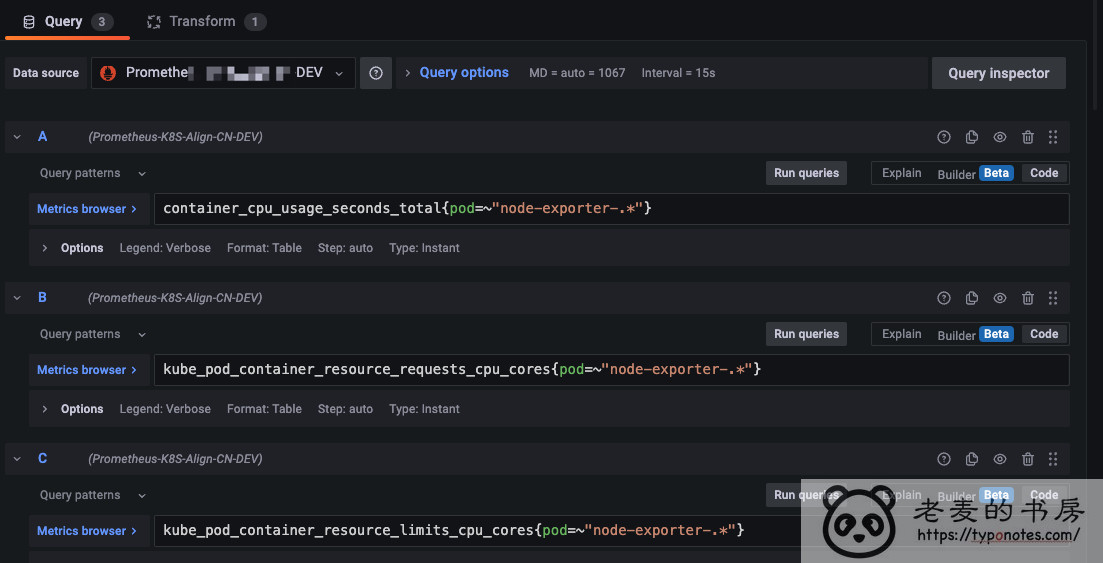 Query 3 Transform 1
Data source Promethe DEV Query options MD = auto = 1067 Interval = 15s Query inspector
A (Prometheus-K8S-Align-CN-DEV)
Query patterns Run queries Explain Builder Beta Code
Metrics browser > container_cpu_usage_seconds_total{pod=~"node-exporter-.*"}
> Options Legend: Verbose Format: Table Step: auto Type: Instant
B (Prometheus-K8S-Align-CN-DEV)
Query patterns Run queries Explain Builder Beta Code
Metrics browser > kube_pod_container_resource_requests_cpu_cores{pod=~"node-exporter-.*"}
> Options Legend: Verbose Format: Table Step: auto Type: Instant
C (Prometheus-K8S-Align-CN-DEV)
Query patterns Run queries Explain Builder Beta Code
Metrics browser > kube_pod_container_resource_limits_cpu_cores{pod=~"node-exporter-.*"}
老麦的书房
https://typonotes.com/